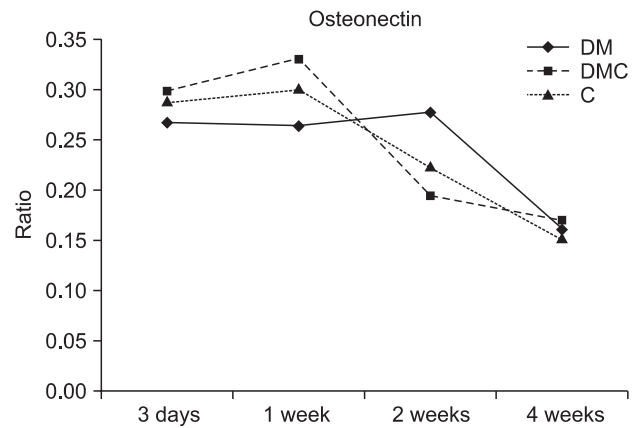 Osteonectin
0.35
0.30
0.25
0.20
0.15
0.10
0.05
0.00
Ratio
DM
DMC
C
3 days 1 week 2 weeks 4 weeks